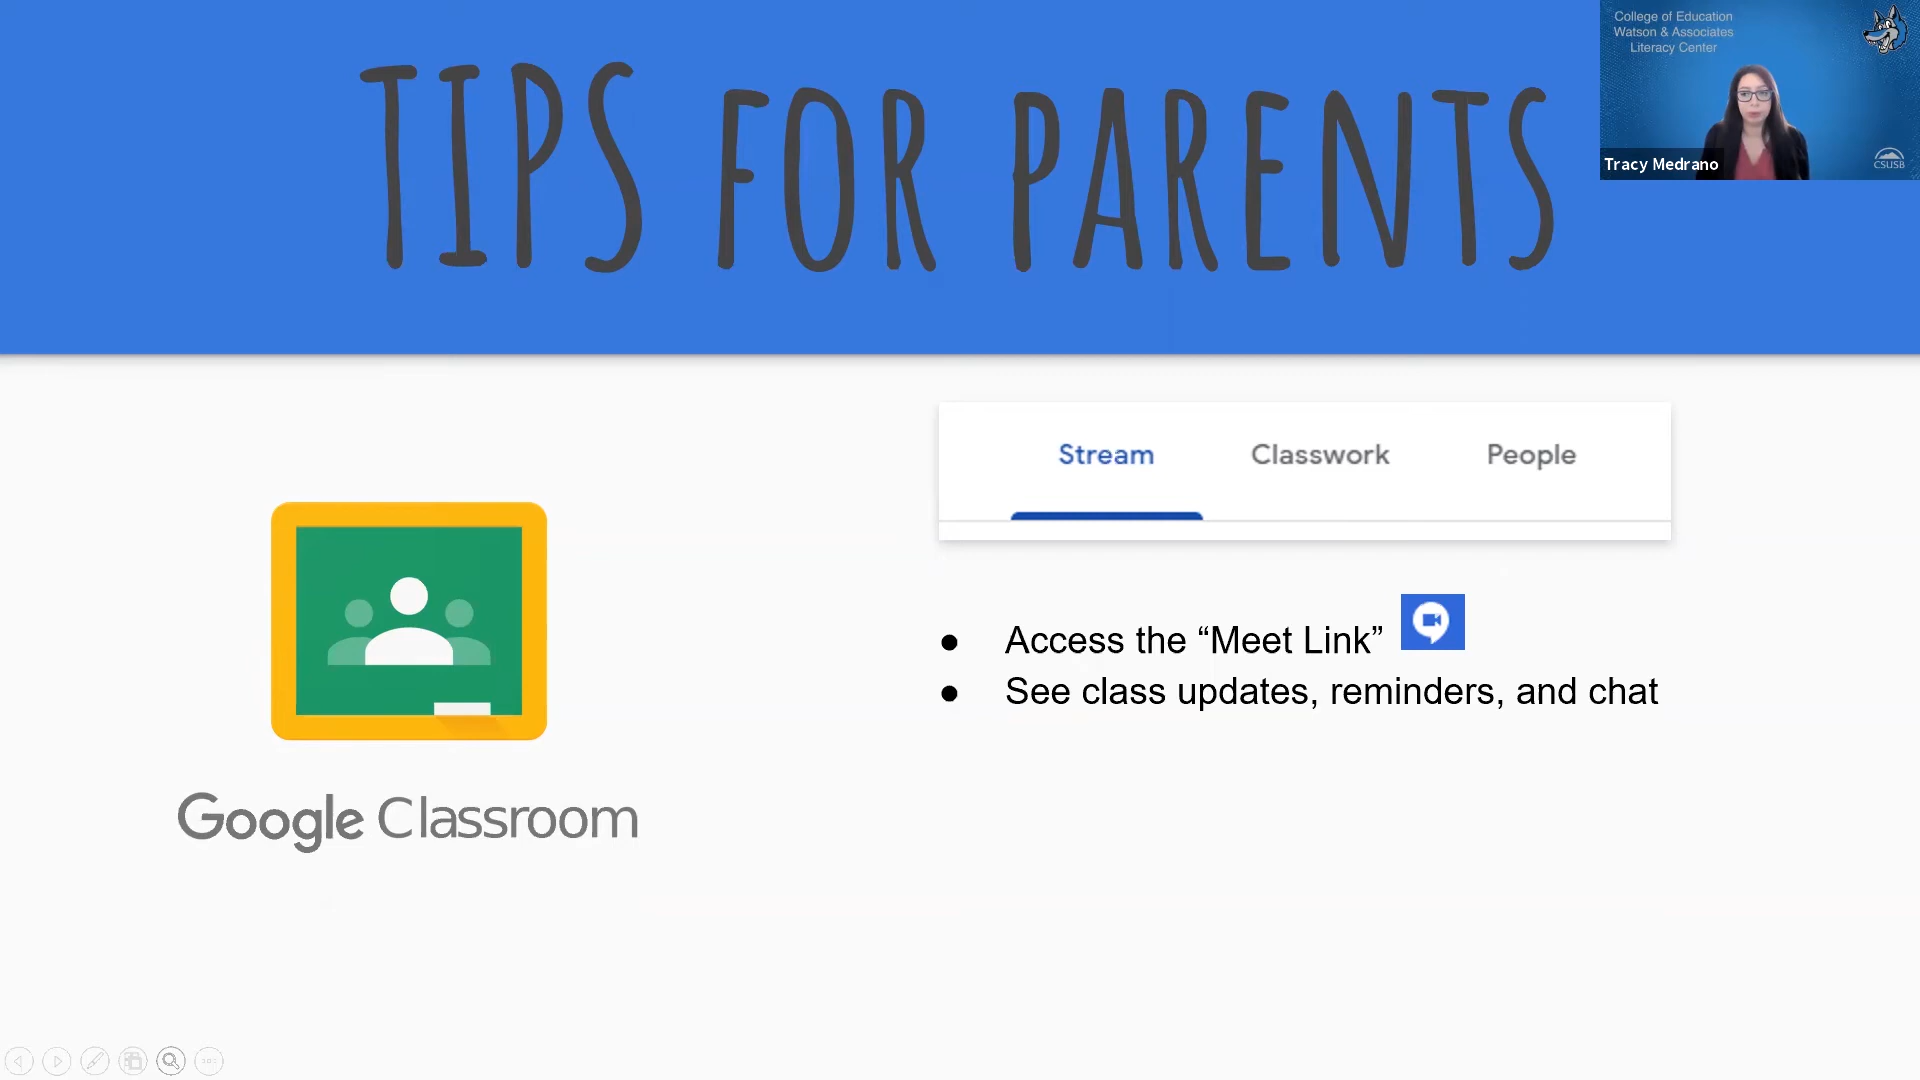 TIPS FOR PARENTS
College of Education
Watson & Associates
Literacy Center
Tracy Medrano
CSUSB
Stream Classwork People
● Access the “Meet Link”
● See class updates, reminders, and chat
Google Classroom